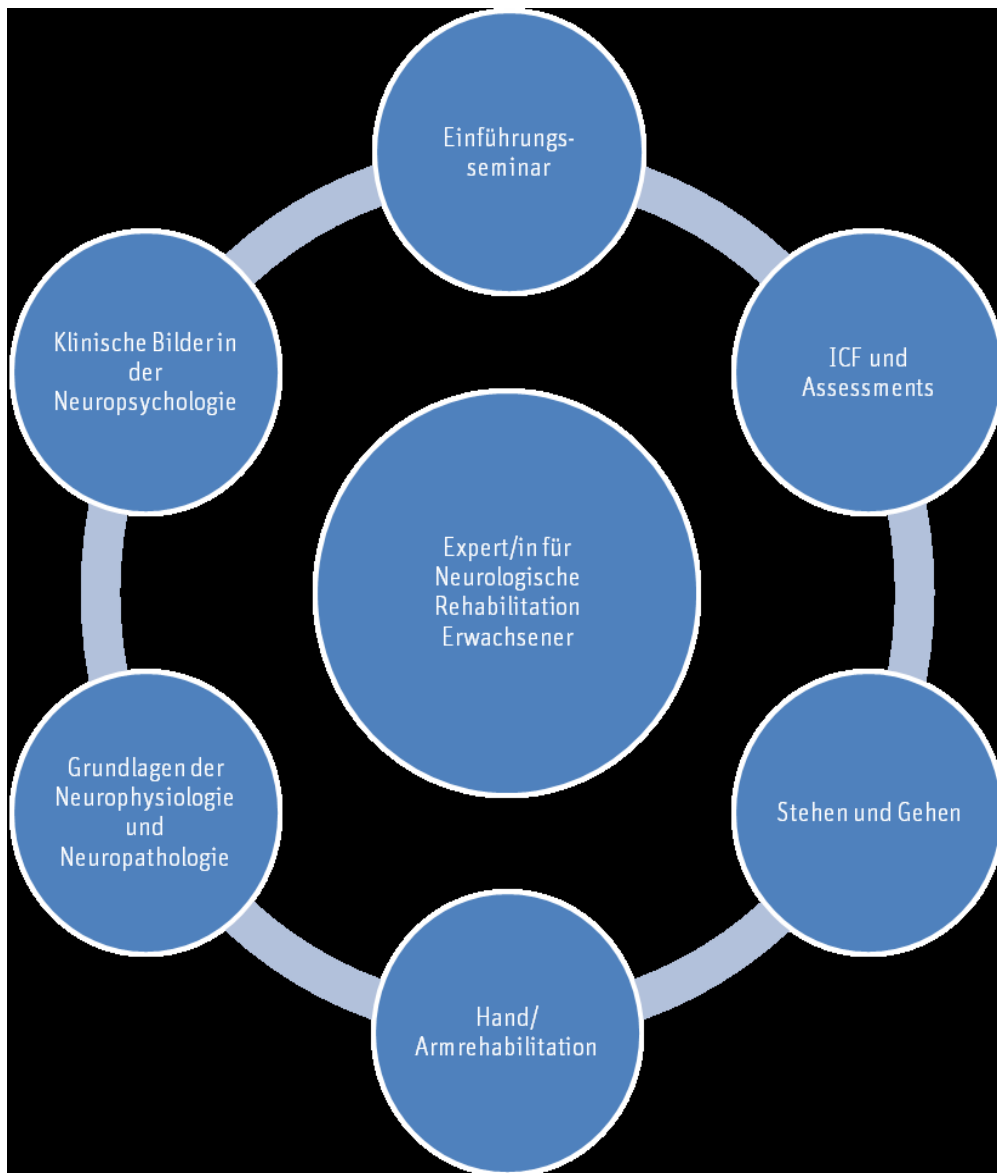 Einführungs-
seminar
ICF und
Assessments
Stehen und Gehen
Hand/
Armrehabilitation
Grundlagen der
Neurophysiologie
und
Neuropathologie
Klinische Bilder in
der
Neuropsychologie
Expert/in für
Neurologische
Rehabilitation
Erwachsener